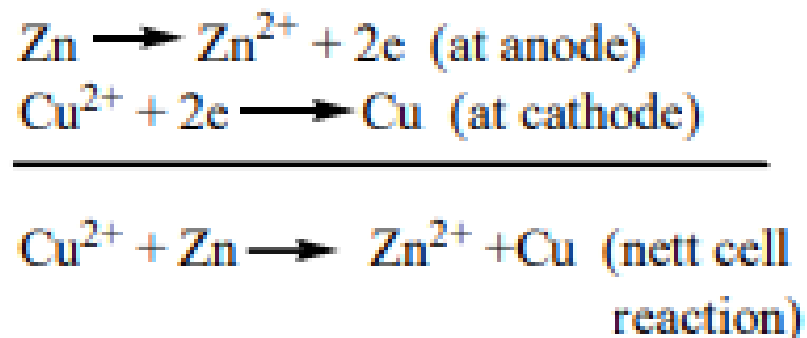 Zn ⟶ Zn²⁺ + 2e (at anode)
Cu²⁺ + 2e ⟶ Cu (at cathode)
Cu²⁺ + Zn ⟶ Zn²⁺ +Cu (nett cell
reaction)